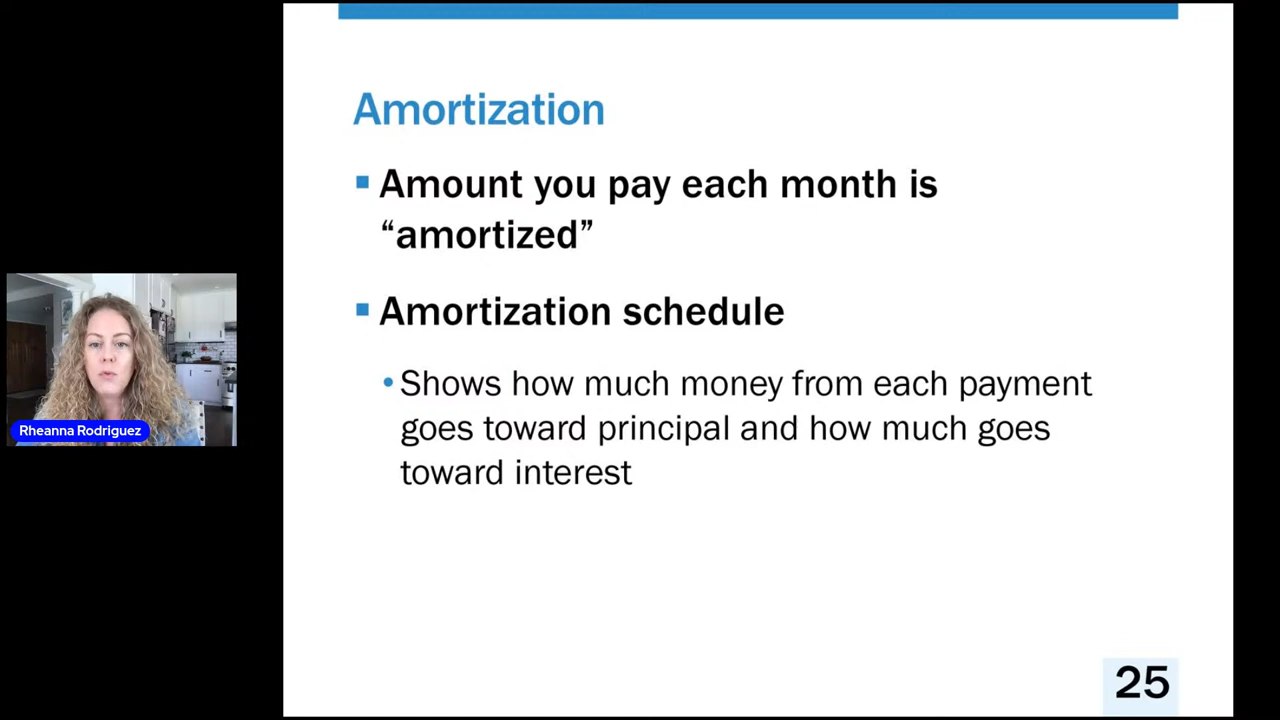 Amortization
Amount you pay each month is
“amortized”
Amortization schedule
Shows how much money from each payment
goes toward principal and how much goes
toward interest
Rheanna Rodriguez
25